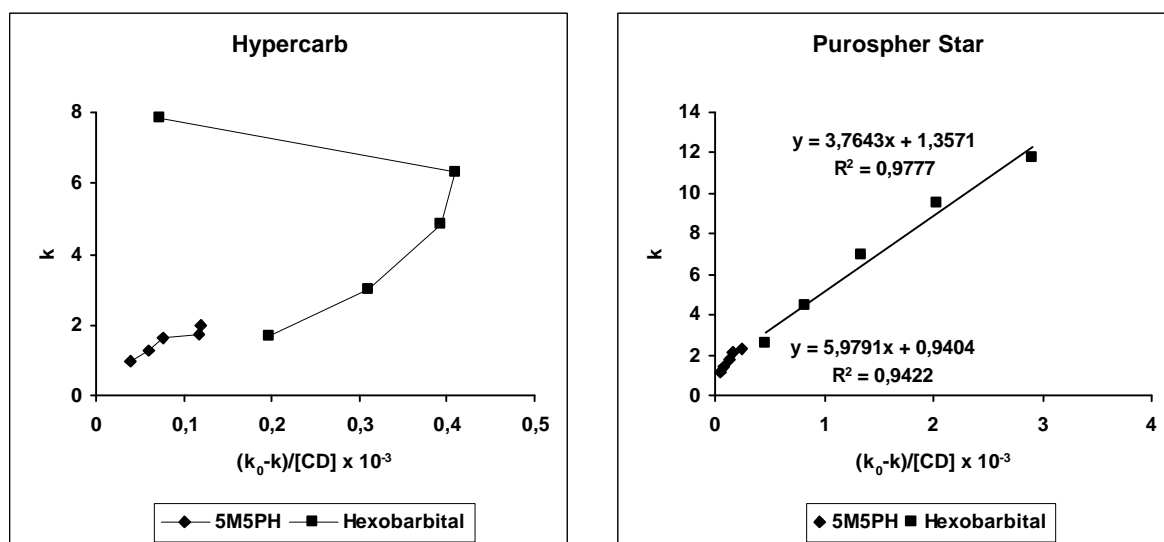 Hypercarb
8
6
4
2
0
k
0 0,1 0,2 0,3 0,4 0,5
(k₀-k)/[CD] x 10⁻³
5M5PH Hexobarbital
Purospher Star
14
12
10
8
6
4
2
0
k
y = 3,7643x + 1,3571
R² = 0,9777
y = 5,9791x + 0,9404
R² = 0,9422
0 1 2 3 4
(k₀-k)/[CD] x 10⁻³
5M5PH Hexobarbital